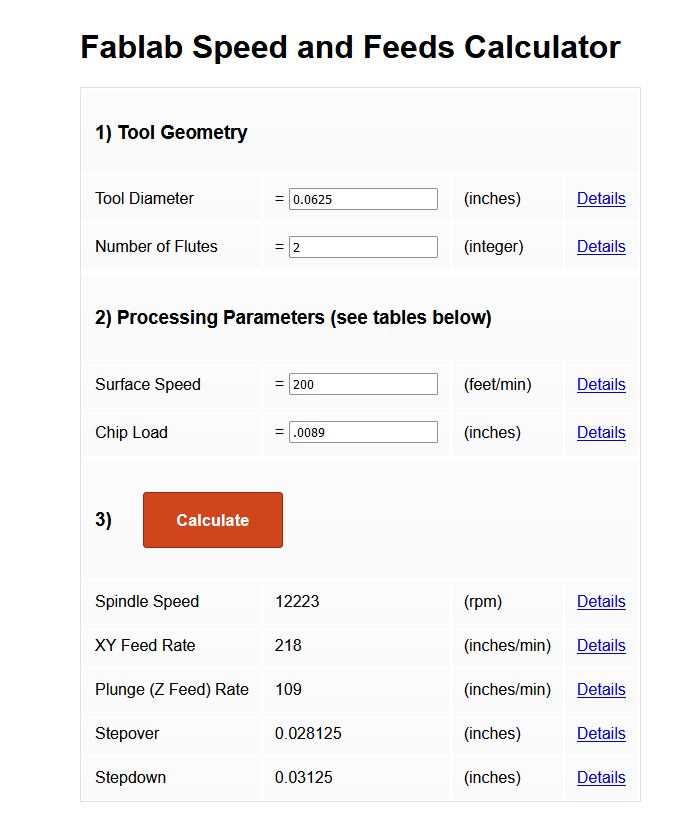 Fablab Speed and Feeds Calculator
1) Tool Geometry
Tool Diameter = 0.0625 (inches) Details
Number of Flutes = 2 (integer) Details
2) Processing Parameters (see tables below)
Surface Speed = 200 (feet/min) Details
Chip Load = .0089 (inches) Details
3) Calculate
Spindle Speed 12223 (rpm) Details
XY Feed Rate 218 (inches/min) Details
Plunge (Z Feed) Rate 109 (inches/min) Details
Stepover 0.028125 (inches) Details
Stepdown 0.03125 (inches) Details